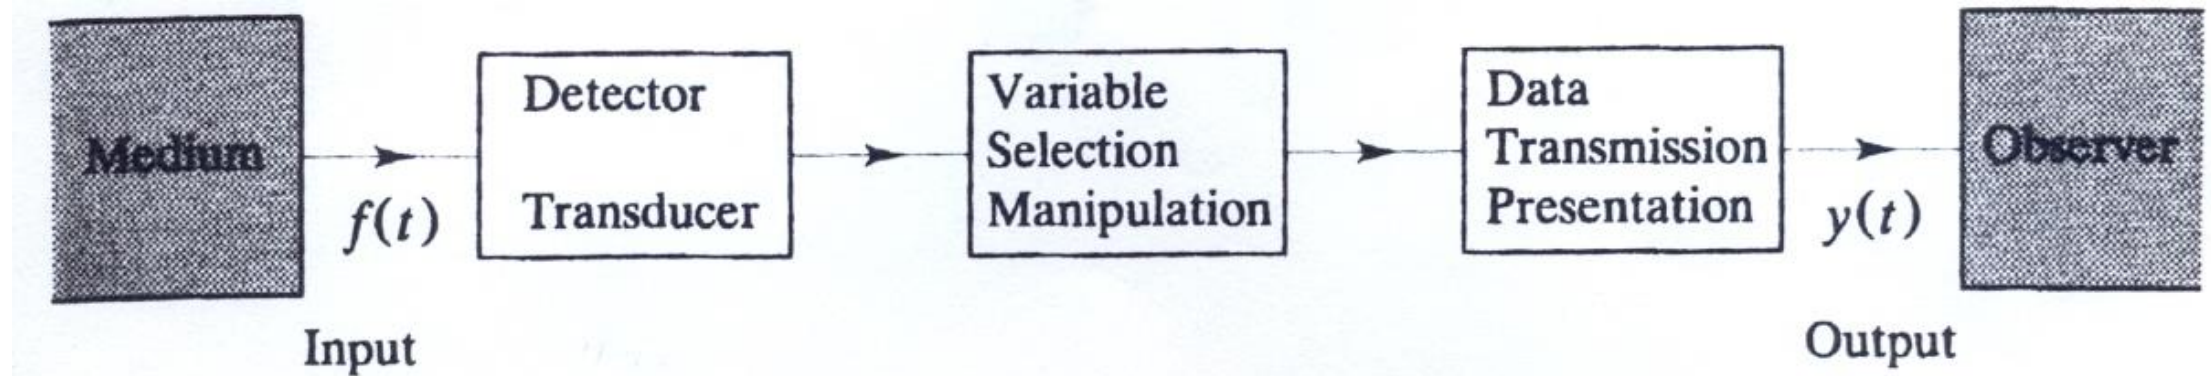 Medium
f(t)
Input
Detector
Transducer
Variable
Selection
Manipulation
Data
Transmission
Presentation
y(t)
Output
Observer